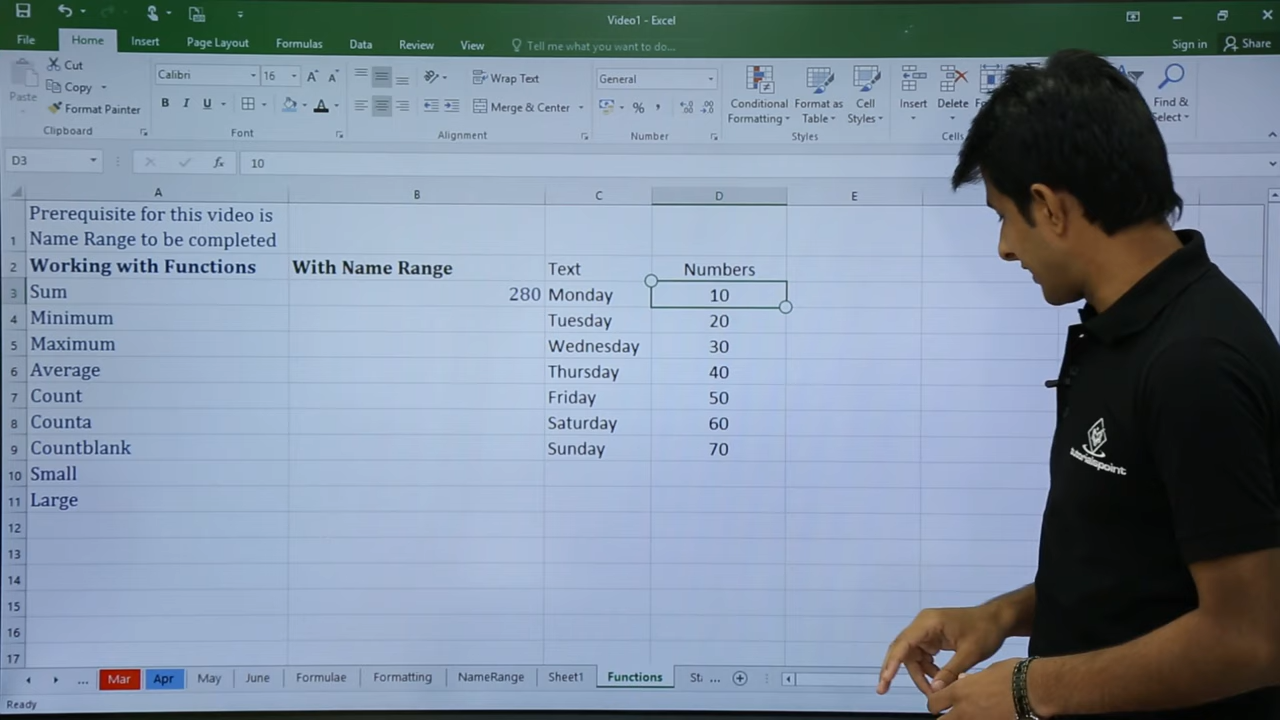 Video1 - Excel
File Home Insert Page Layout Formulas Data Review View Tell me what you want to do... Sign in Share
Paste Cut
Copy
Format Painter
Clipboard
Calibri 16
B I U
Font
Wrap Text
Merge & Center
Alignment
General
%
Number
Conditional Formatting
Format as Table
Cell Styles
Styles
Insert Delete
Cells
Find & Select
D3 fx 10
A B C D E
1 Prerequisite for this video is
Name Range to be completed
2 Working with Functions With Name Range Text Numbers
3 Sum 280 Monday 10
4 Minimum Tuesday 20
5 Maximum Wednesday 30
6 Average Thursday 40
7 Count Friday 50
8 Counta Saturday 60
9 Countblank Sunday 70
10 Small
11 Large
12
13
14
15
16
17
... Mar Apr May June Formulae Formatting NameRange Sheet1 Functions ...
Ready
tutorialspoint